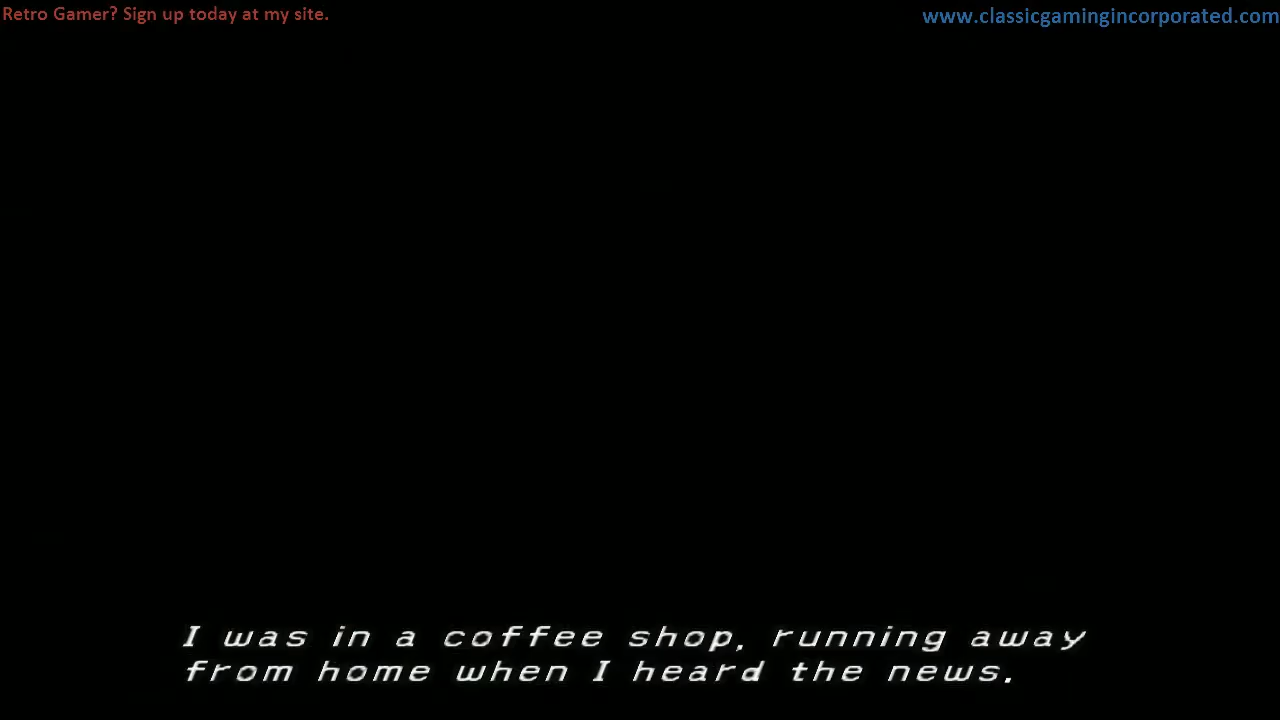 Retro Gamer? Sign up today at my site.
www.classicgamingincorporated.com
I was in a coffee shop, running away
from home when I heard the news.